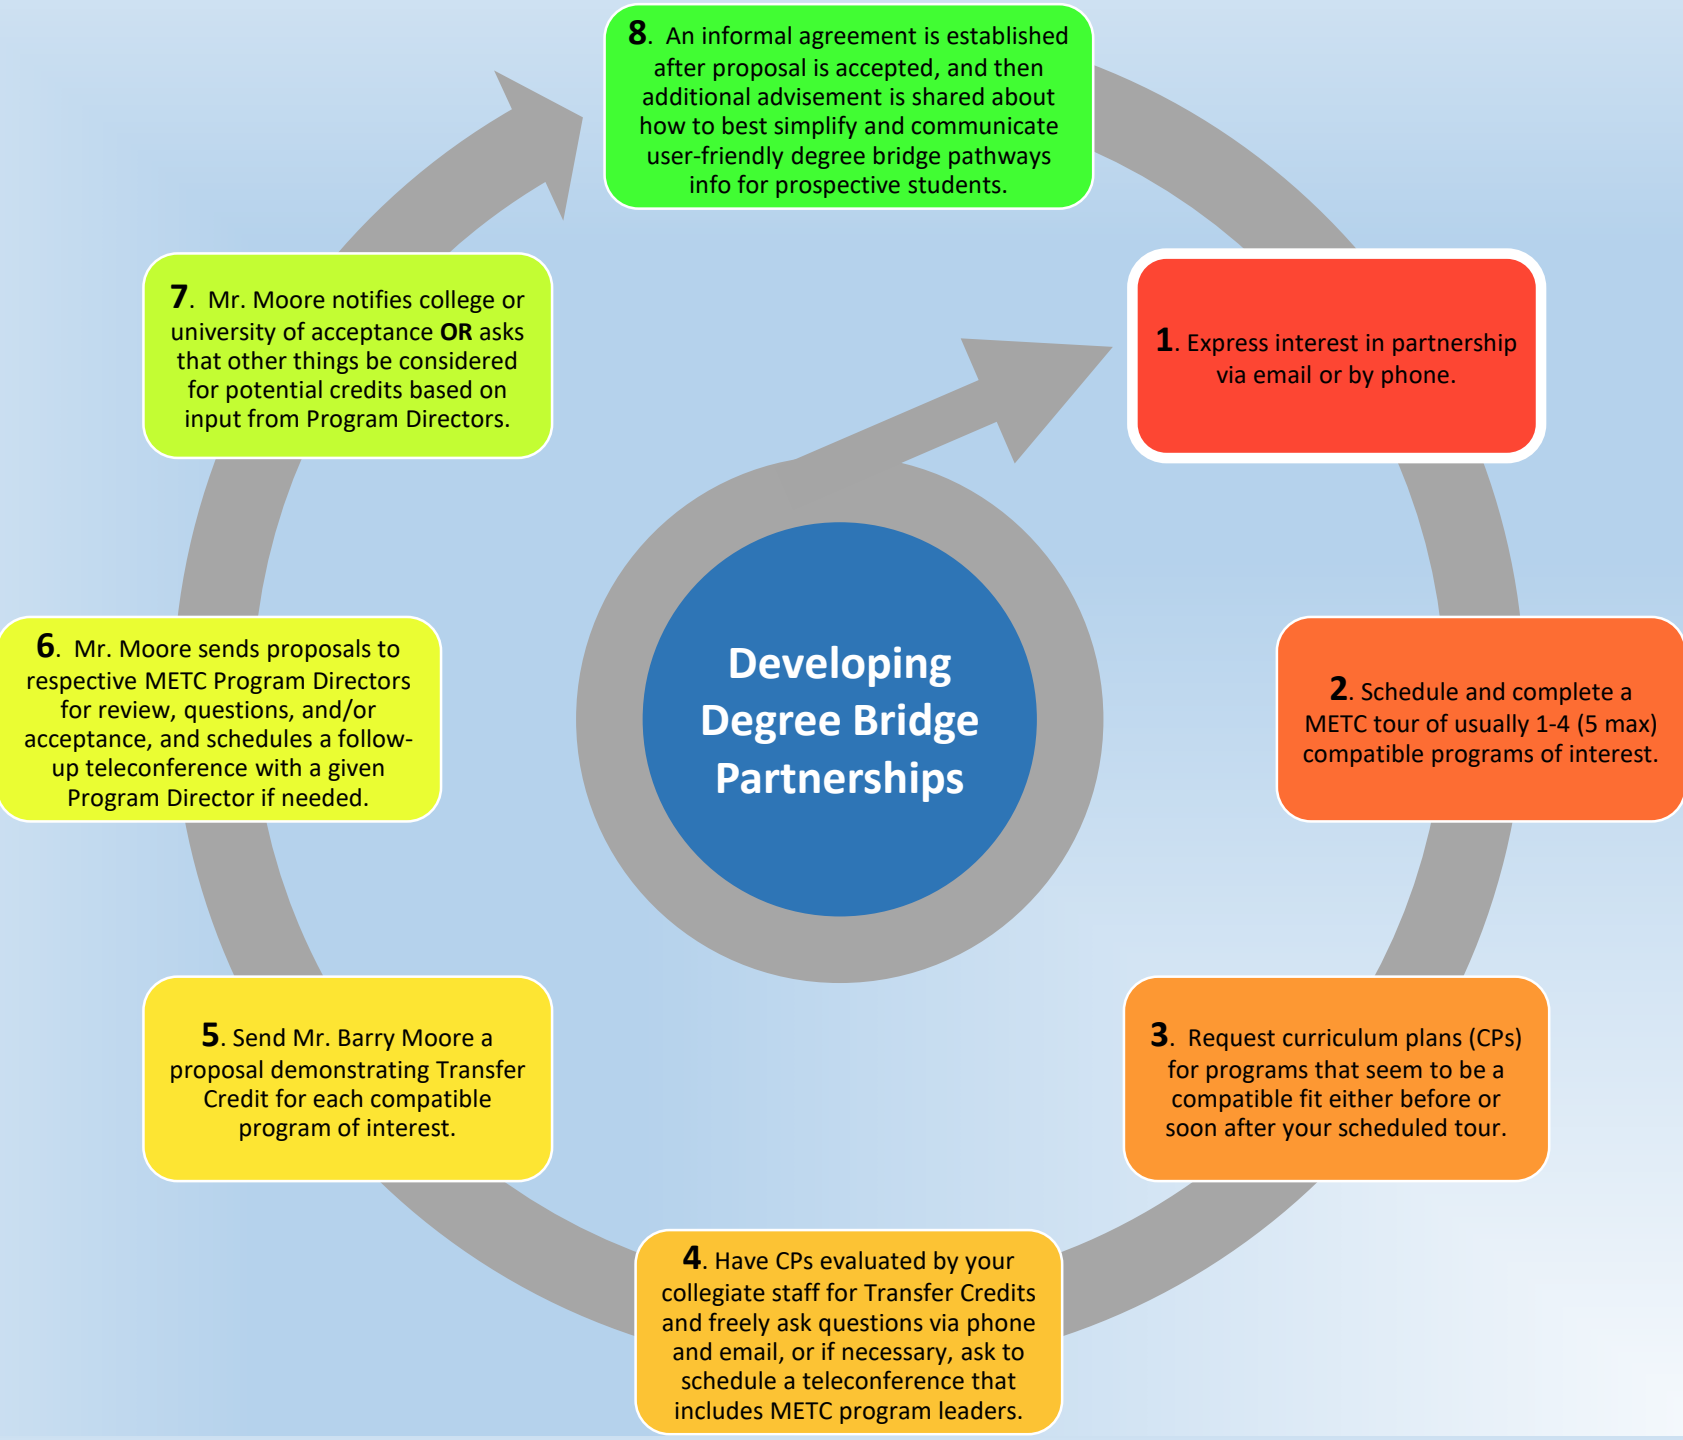 Developing
Degree Bridge
Partnerships
1. Express interest in partnership
via email or by phone.
2. Schedule and complete a
METC tour of usually 1-4 (5 max)
compatible programs of interest.
3. Request curriculum plans (CPs)
for programs that seem to be a
compatible fit either before or
soon after your scheduled tour.
4. Have CPs evaluated by your
collegiate staff for Transfer Credits
and freely ask questions via phone
and email, or if necessary, ask to
schedule a teleconference that
includes METC program leaders.
5. Send Mr. Barry Moore a
proposal demonstrating Transfer
Credit for each compatible
program of interest.
6. Mr. Moore sends proposals to
respective METC Program Directors
for review, questions, and/or
acceptance, and schedules a follow-
up teleconference with a given
Program Director if needed.
7. Mr. Moore notifies college or
university of acceptance OR asks
that other things be considered
for potential credits based on
input from Program Directors.
8. An informal agreement is established
after proposal is accepted, and then
additional advisement is shared about
how to best simplify and communicate
user-friendly degree bridge pathways
info for prospective students.